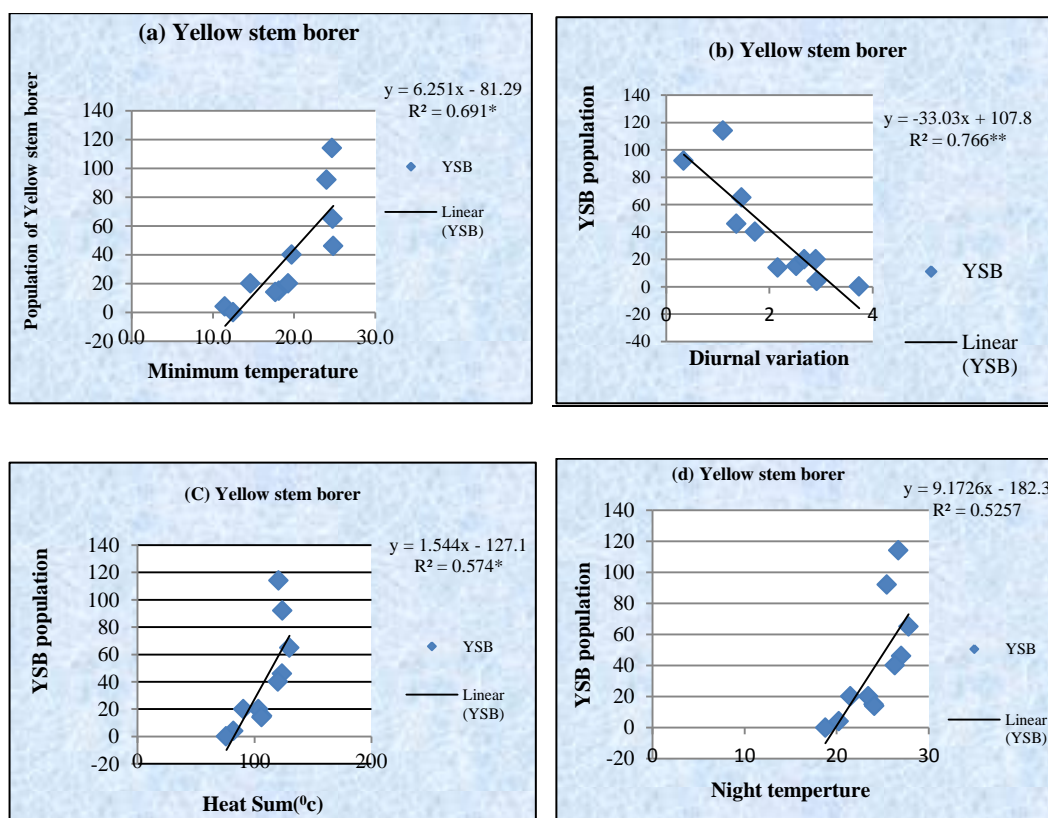 (a) Yellow stem borer
y = 6.251x - 81.29
R² = 0.691*
Population of Yellow stem borer
140
120
100
80
60
40
20
0
-20
0.0
10.0
20.0
30.0
YSB
Linear
(YSB)
Minimum temperature
(b) Yellow stem borer
y = -33.03x + 107.8
R² = 0.766**
YSB population
140
120
100
80
60
40
20
0
-20
-40
0
2
4
YSB
Linear
(YSB)
Diurnal variation
(C) Yellow stem borer
y = 1.544x - 127.1
R² = 0.574*
YSB population
140
120
100
80
60
40
20
0
-20
0
100
200
YSB
Linear
(YSB)
Heat Sum(⁰c)
(d) Yellow stem borer
y = 9.1726x - 182.3
R² = 0.5257
YSB population
140
120
100
80
60
40
20
0
-20
0
10
20
30
YSB
Linear
(YSB)
Night temperture